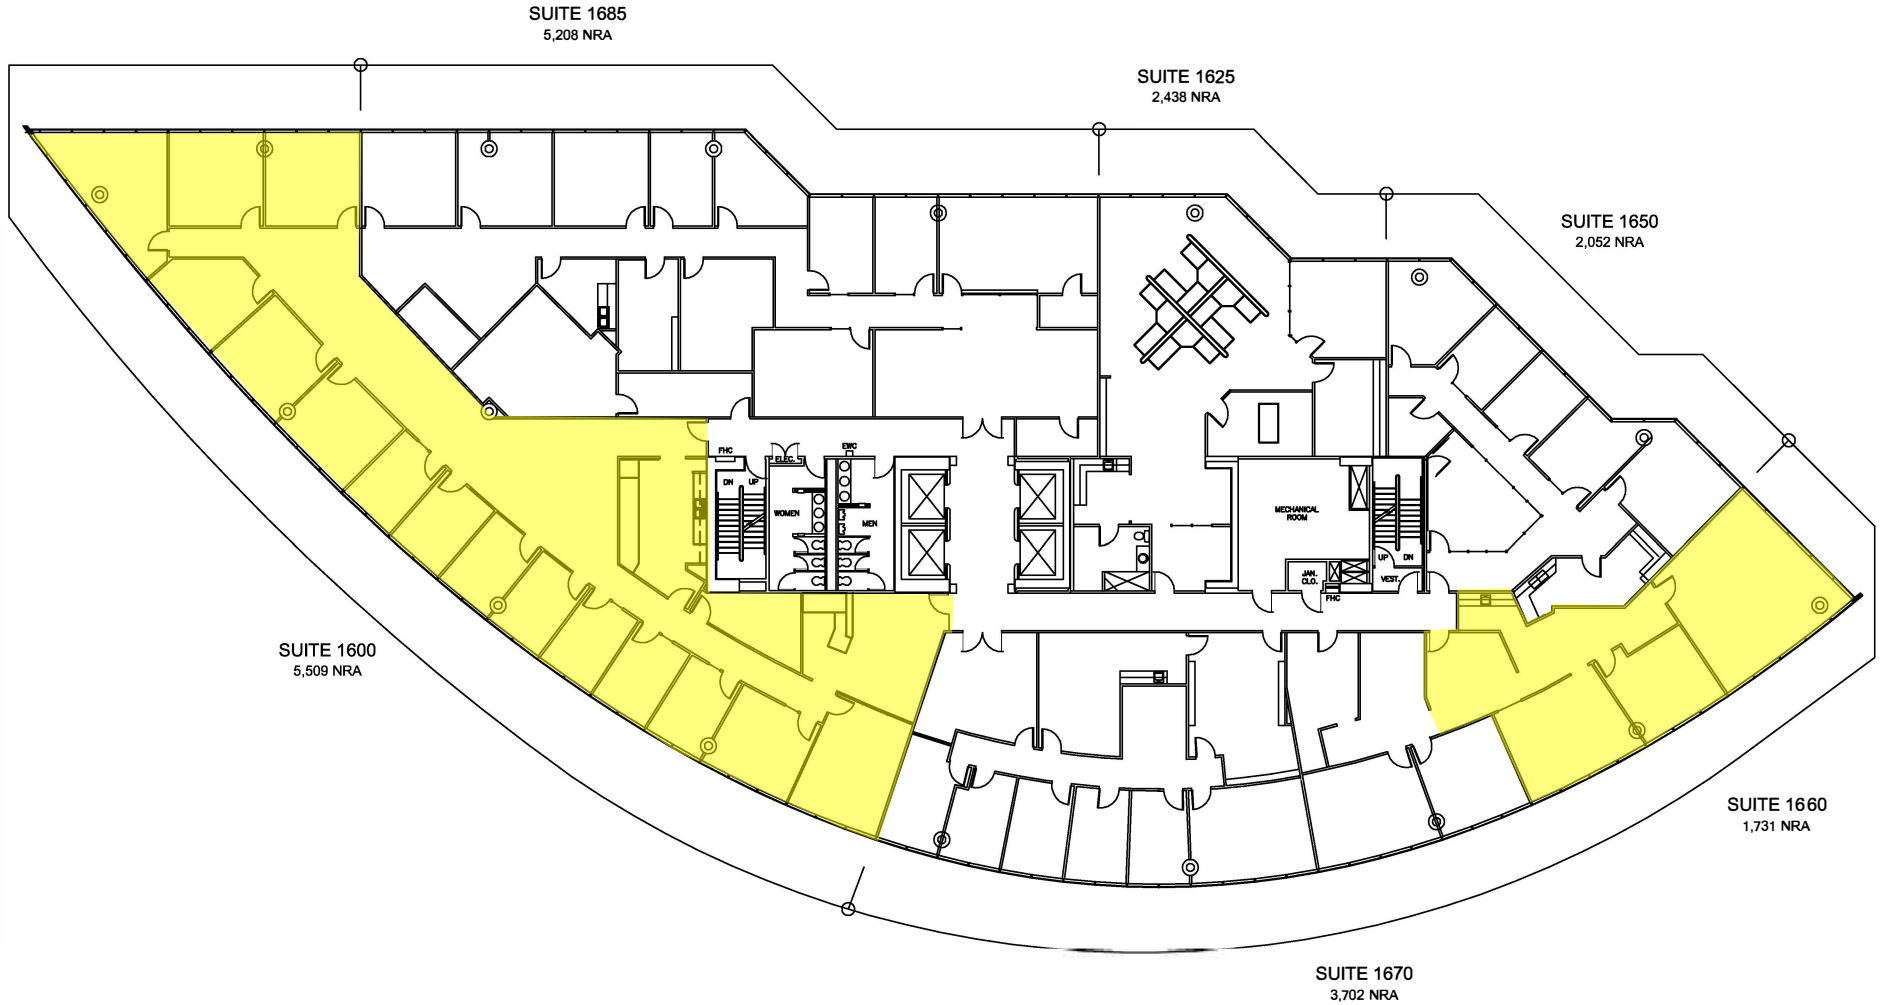 SUITE 1685
5,208 NRA
SUITE 1625
2,438 NRA
SUITE 1650
2,052 NRA
EWC
FHC
ELEC.
DN UP
WOMEN
MEN
MECHANICAL
ROOM
UP DN
JAN.
CLO.
VEST.
FHC
SUITE 1600
5,509 NRA
SUITE 1660
1,731 NRA
SUITE 1670
3,702 NRA